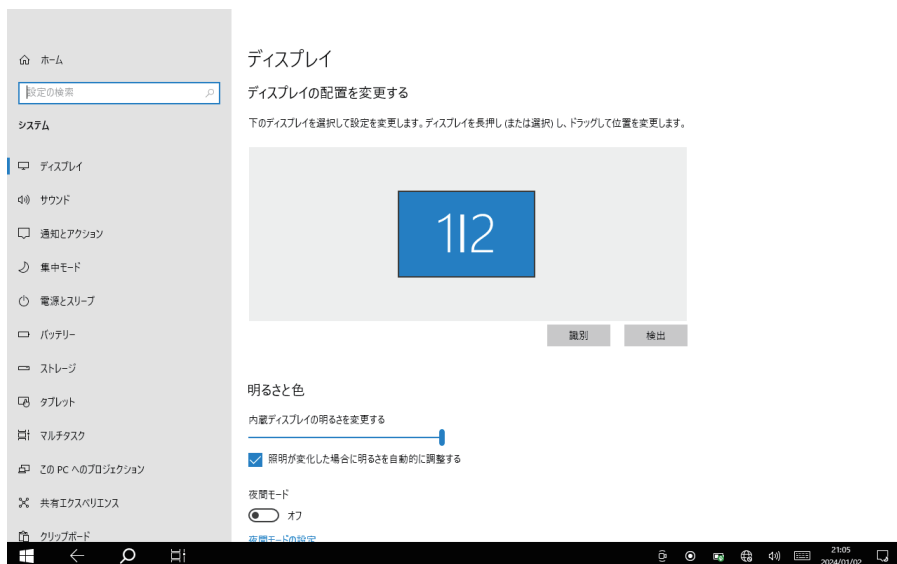 ホーム
設定の検索
システム
ディスプレイ
サウンド
通知とアクション
集中モード
電源とスリープ
バッテリー
ストレージ
タブレット
マルチタスク
この PC へのプロジェクション
共有エクスペリエンス
クリップボード
ディスプレイ
ディスプレイの配置を変更する
下のディスプレイを選択して設定を変更します。ディスプレイを長押し (または選択) し、ドラッグして位置を変更します。
1|2
識別
検出
明るさと色
内蔵ディスプレイの明るさを変更する
照明が変化した場合に明るさを自動的に調整する
夜間モード
オフ
夜間モードの設定
21:05
2024/01/02